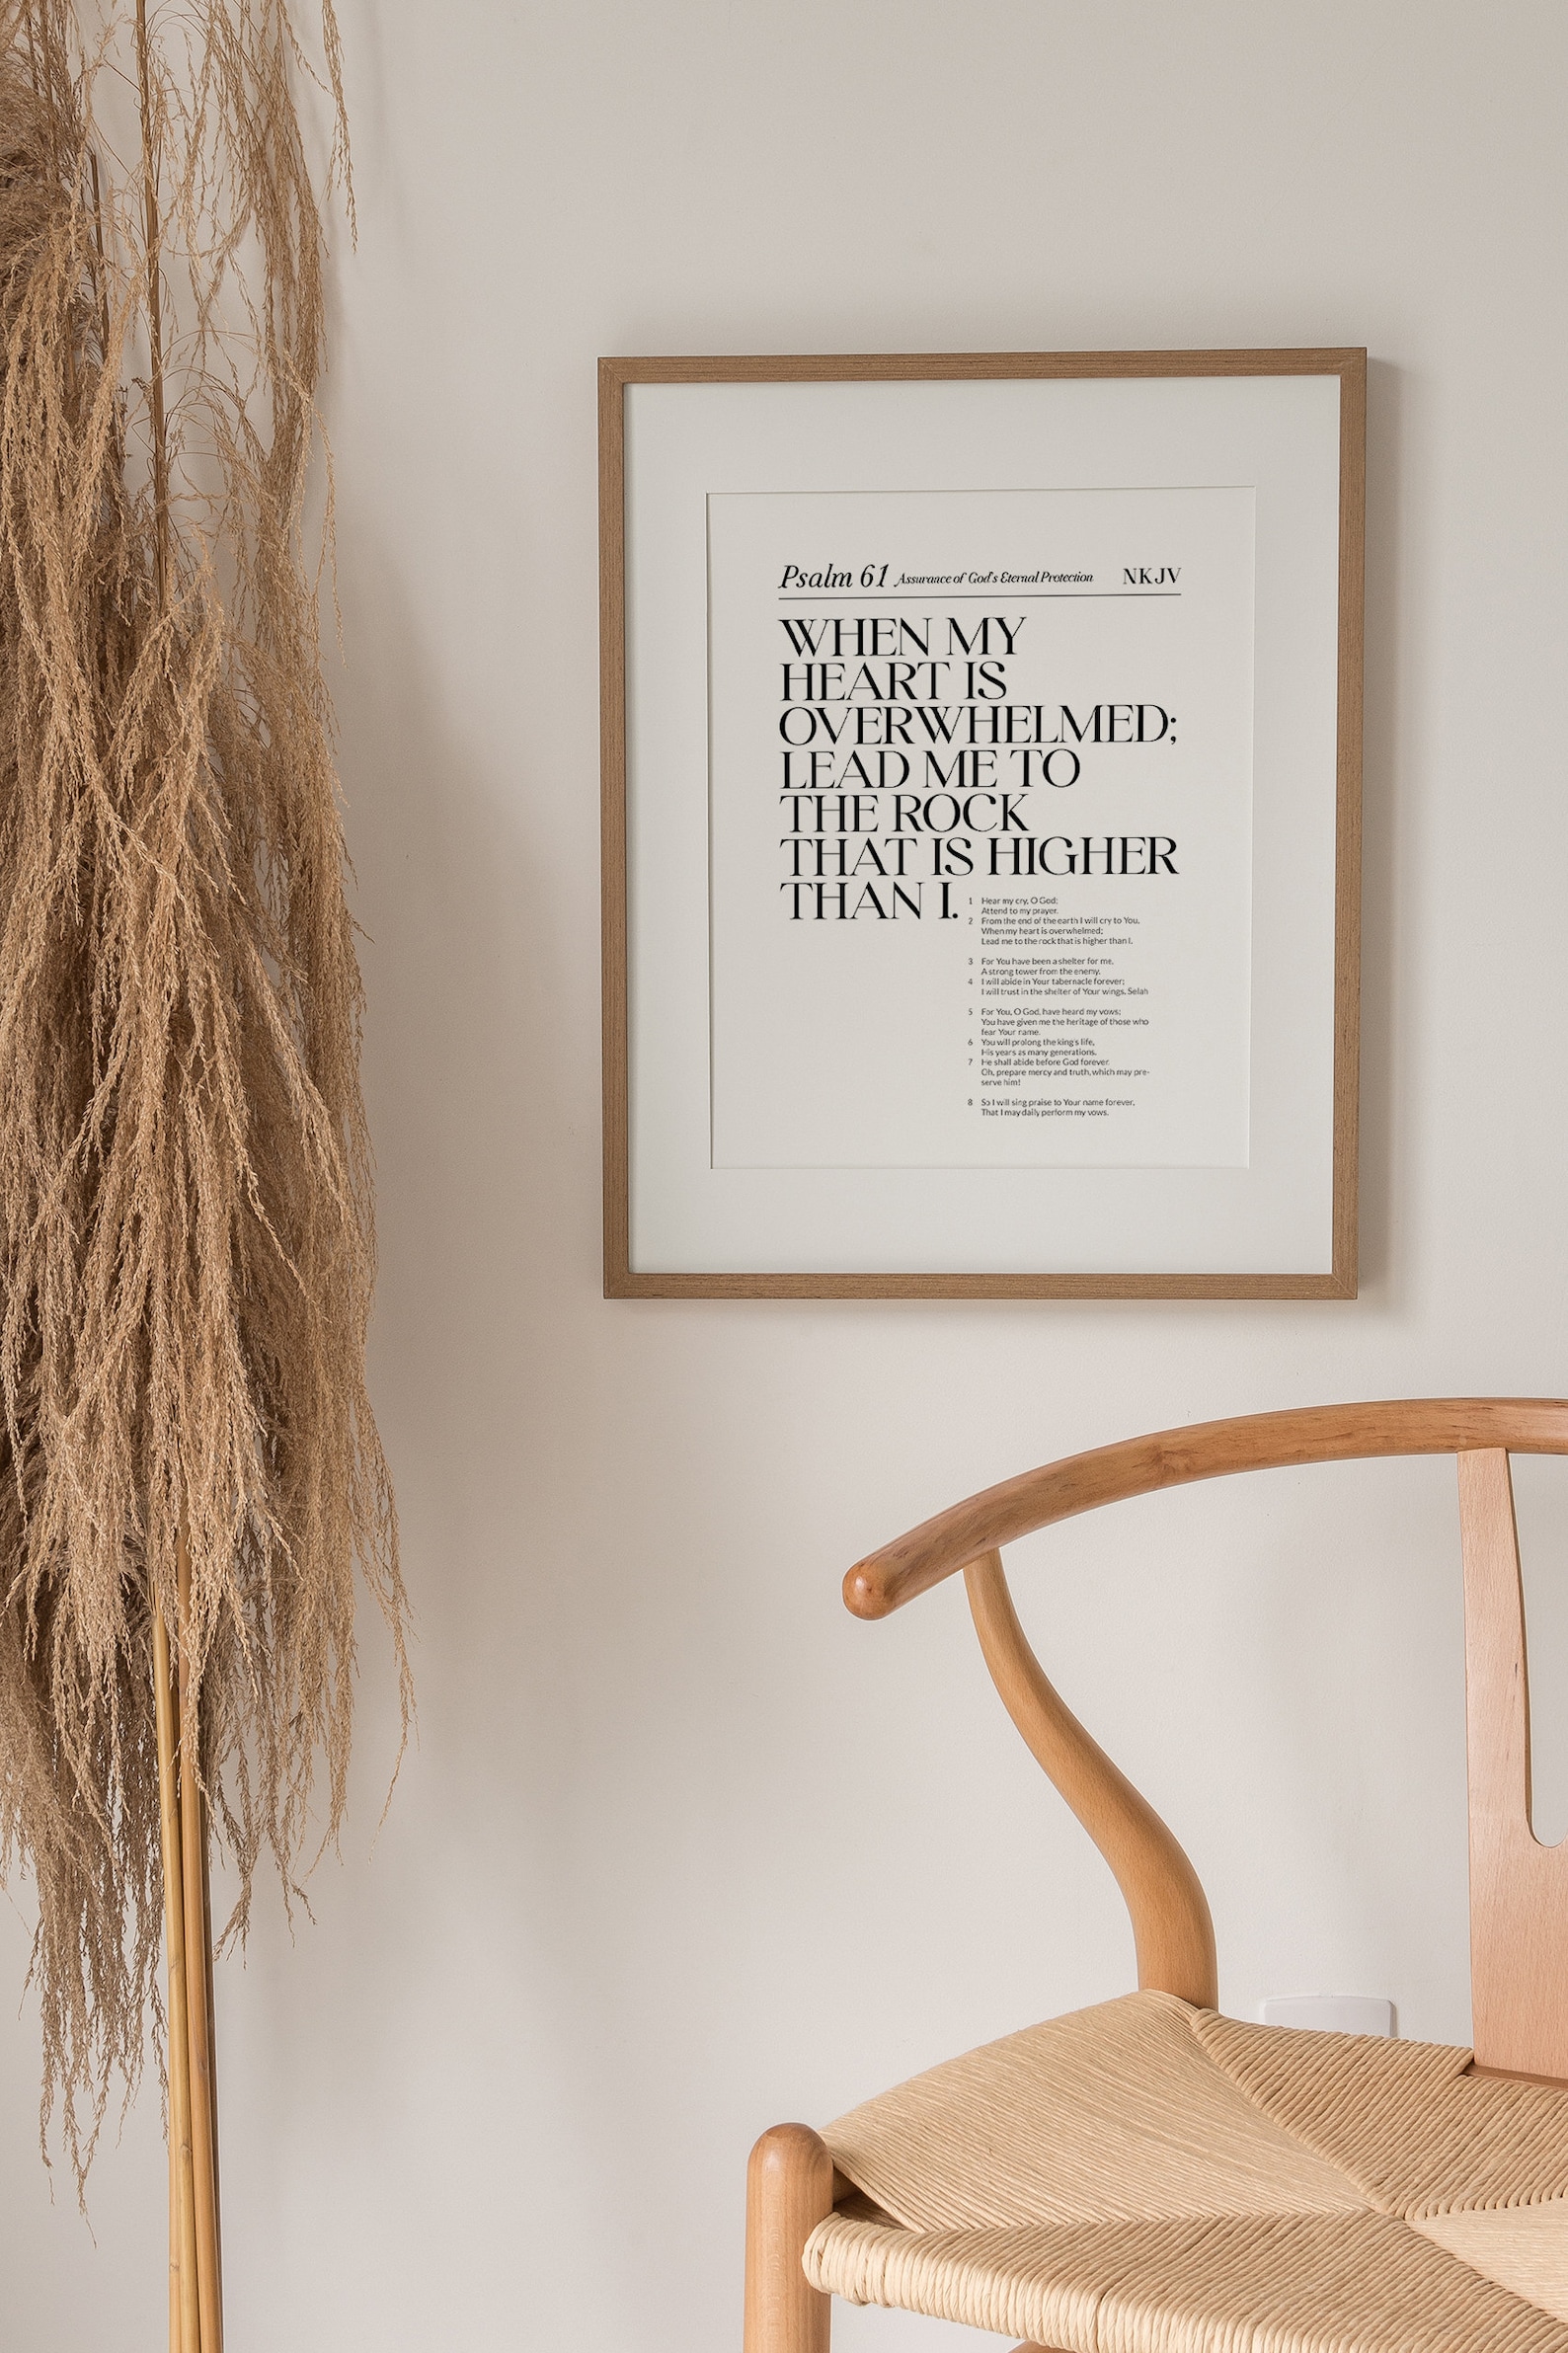 Psalm 61 Assurance of God's Eternal Protection NKJV
WHEN MY
HEART IS
OVERWHELMED;
LEAD ME TO
THE ROCK
THAT IS HIGHER
THAN I.
1 Hear my cry, O God;
Attend to my prayer.
2 From the end of the earth I will cry to You,
When my heart is overwhelmed;
Lead me to the rock that is higher than I.
3 For You have been a shelter for me,
A strong tower from the enemy.
4 I will abide in Your tabernacle forever;
I will trust in the shelter of Your wings. Selah
5 For You, O God, have heard my vows;
You have given me the heritage of those who
fear Your name.
6 You will prolong the king's life,
His years as many generations.
7 He shall abide before God forever.
Oh, prepare mercy and truth, which may pre-
serve him!
8 So I will sing praise to Your name forever,
That I may daily perform my vows.